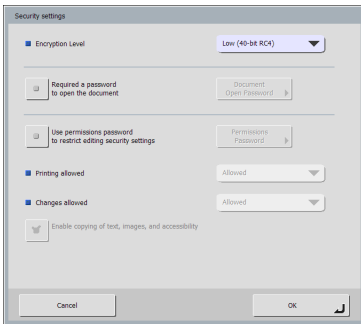 Security settings
Encryption Level
Low (40-bit RC4)
Required a password
to open the document
Document
Open Password
Use permissions password
to restrict editing security settings
Permissions
Password
Printing allowed
Allowed
Changes allowed
Allowed
Enable copying of text, images, and accessibility
Cancel
OK